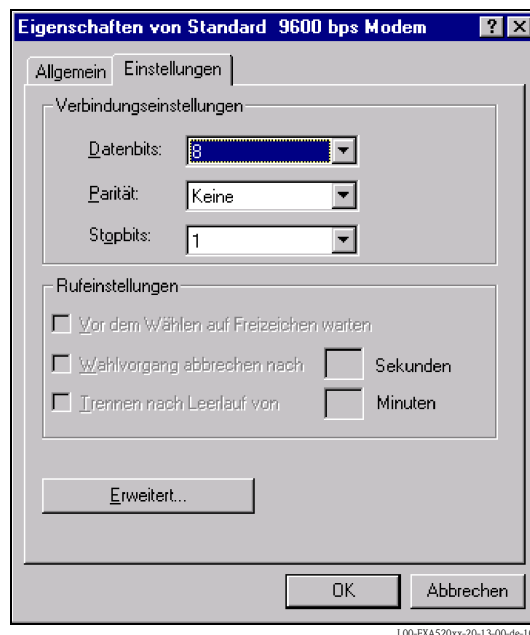 Eigenschaften von Standard 9600 bps Modem
Allgemein Einstellungen
Verbindungseinstellungen
Datenbits: 8
Parität: Keine
Stopbits: 1
Rufeinstellungen
Vor dem Wählen auf Freizeichen warten
Wahlvorgang abbrechen nach Sekunden
Trennen nach Leerlauf von Minuten
Erweitert...
OK Abbrechen